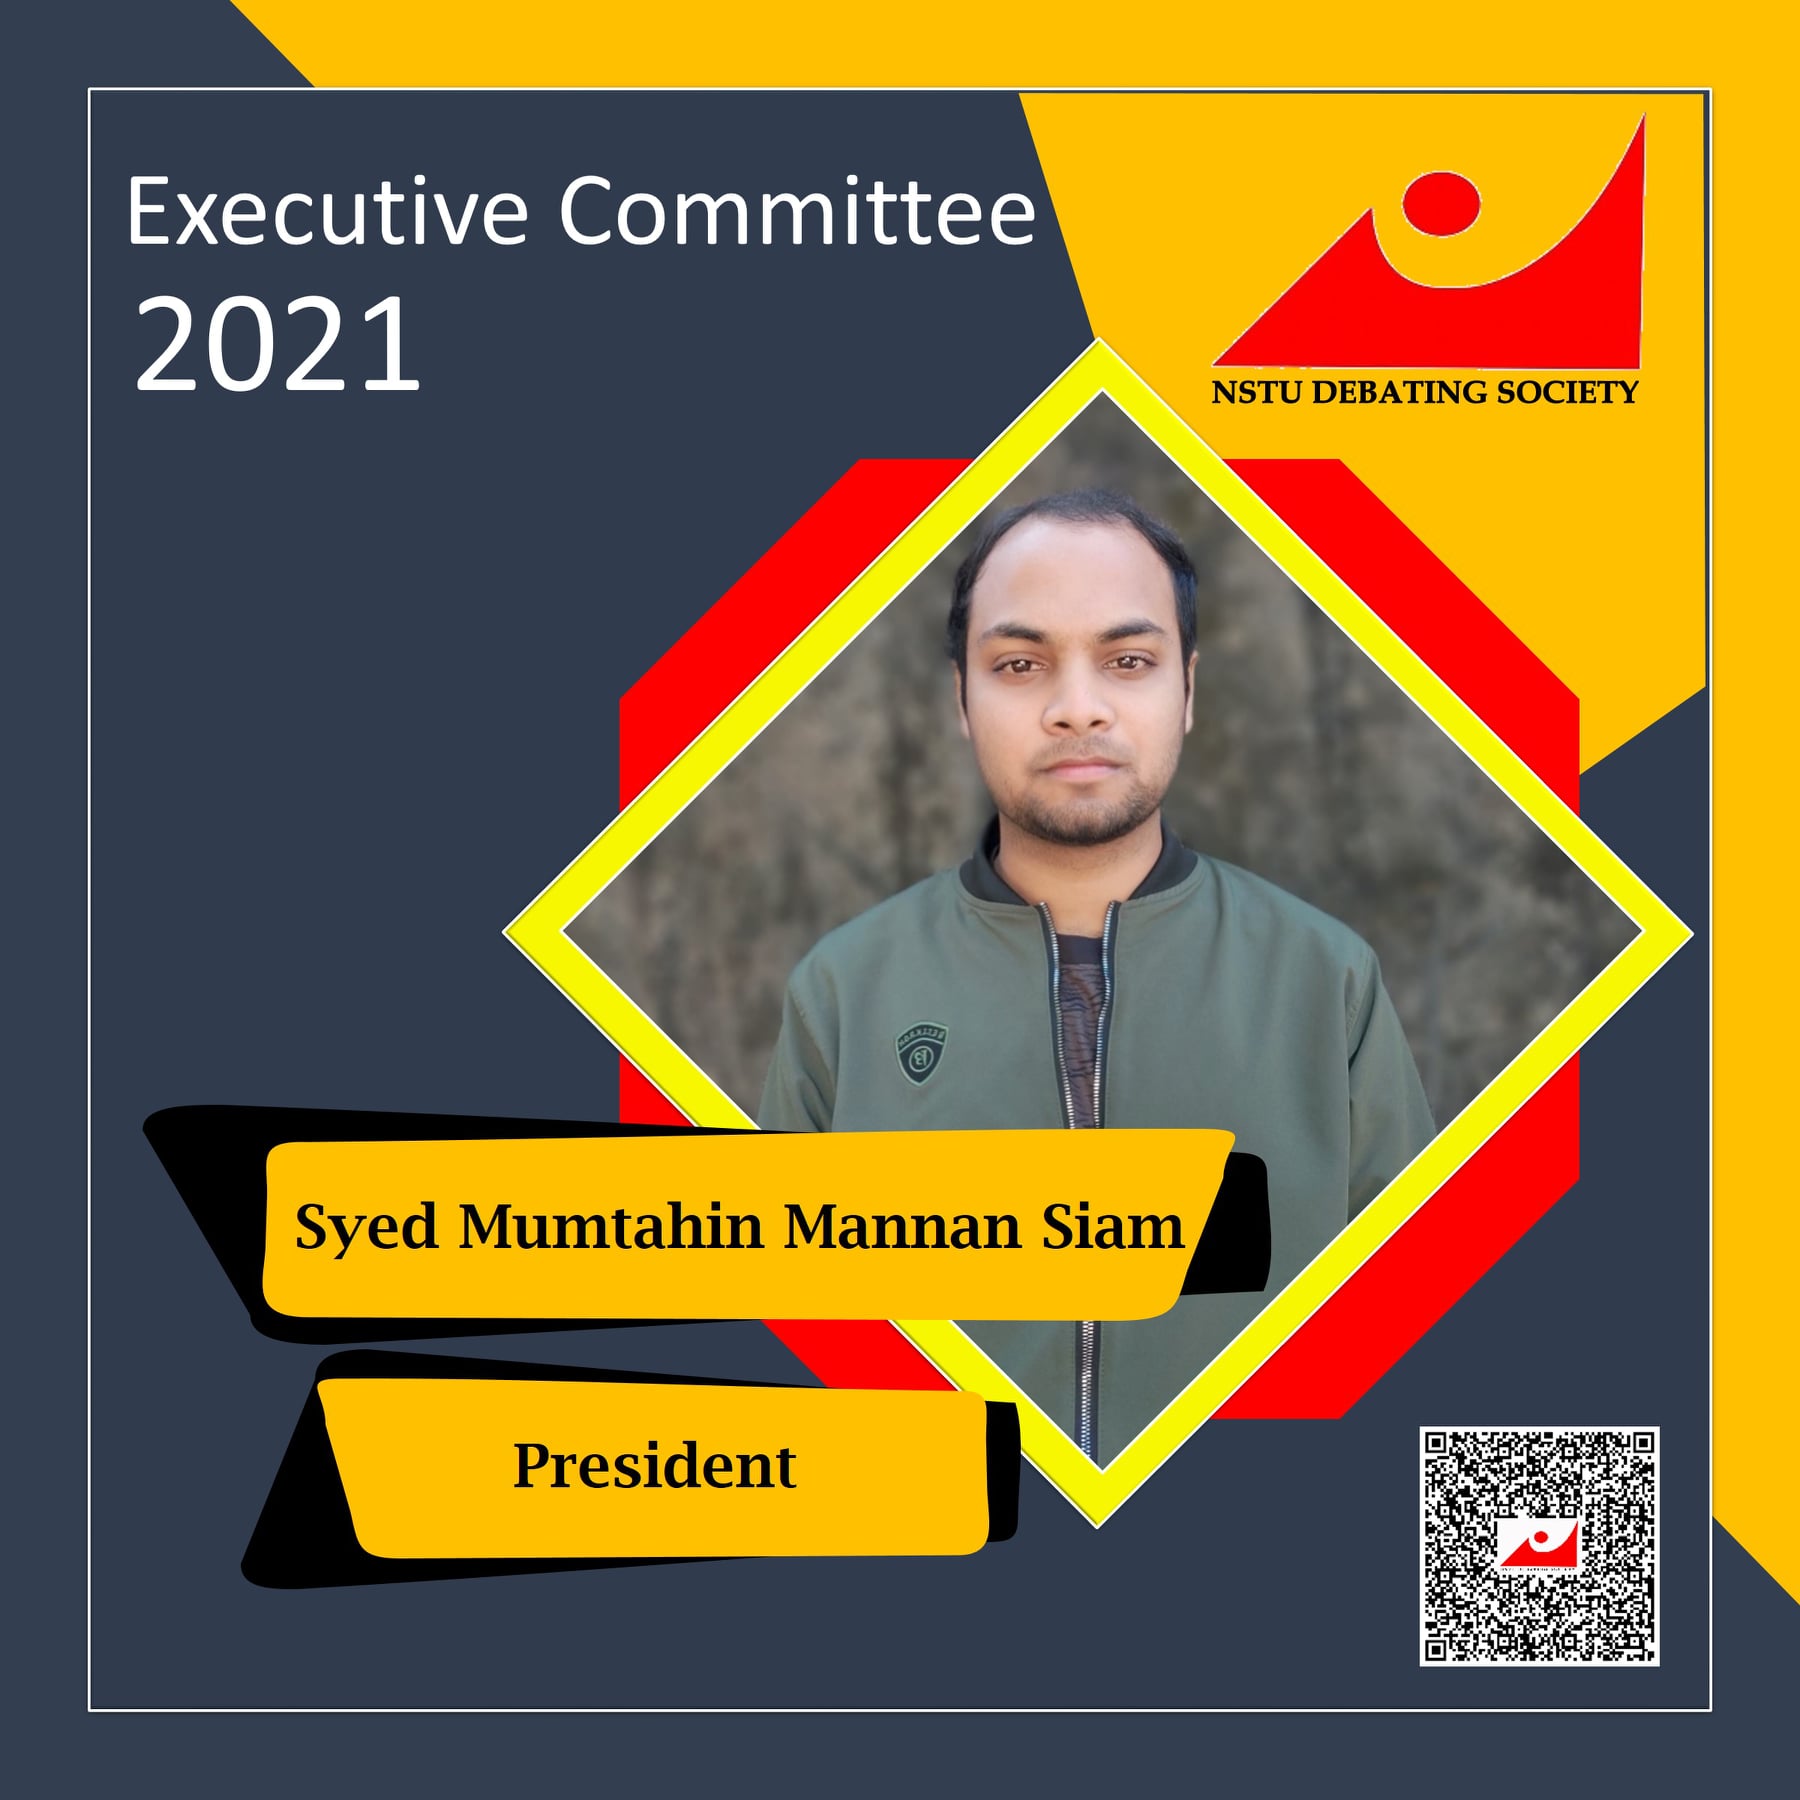 Executive Committee
2021
NSTU DEBATING SOCIETY
Syed Mumtahin Mannan Siam
President